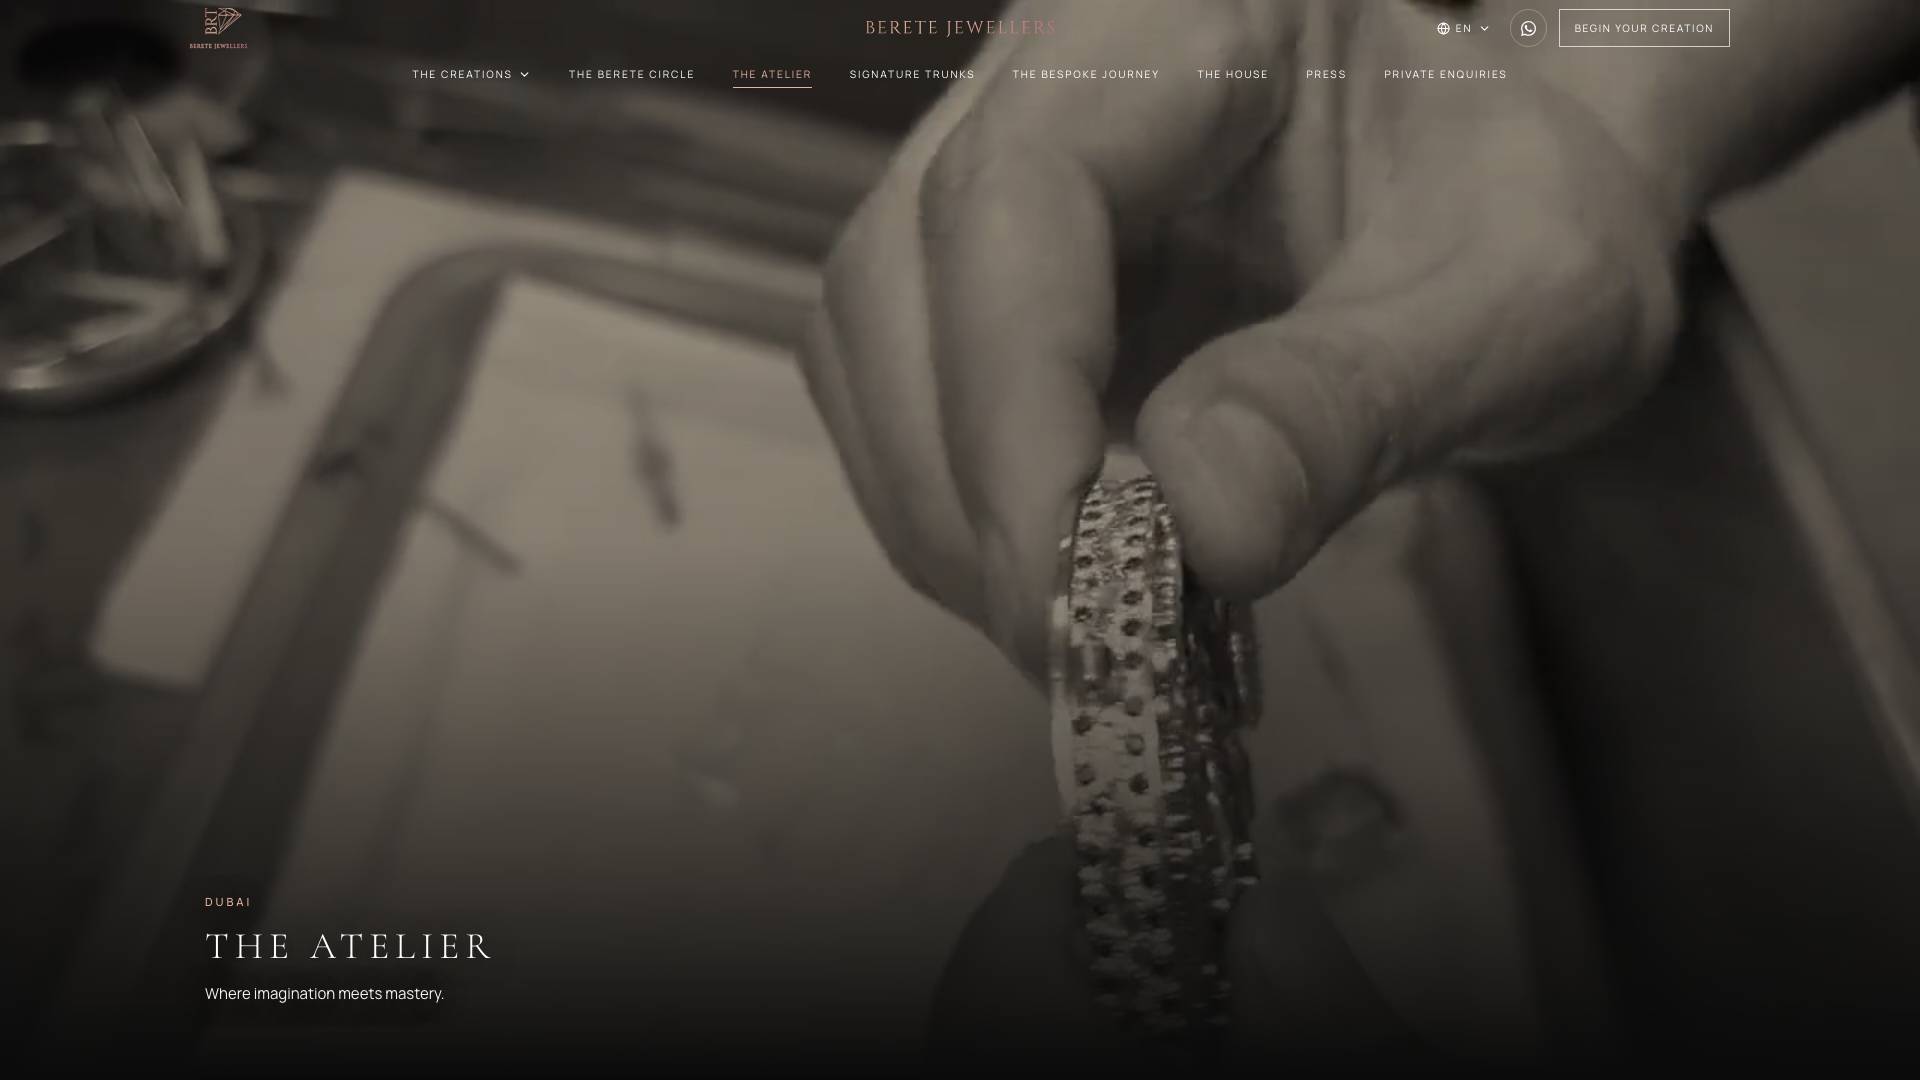 BRT
BERETE JEWELLERS
BERETE JEWELLERS
EN
BEGIN YOUR CREATION
THE CREATIONS
THE BERETE CIRCLE
THE ATELIER
SIGNATURE TRUNKS
THE BESPOKE JOURNEY
THE HOUSE
PRESS
PRIVATE ENQUIRIES
DUBAI
THE ATELIER
Where imagination meets mastery.